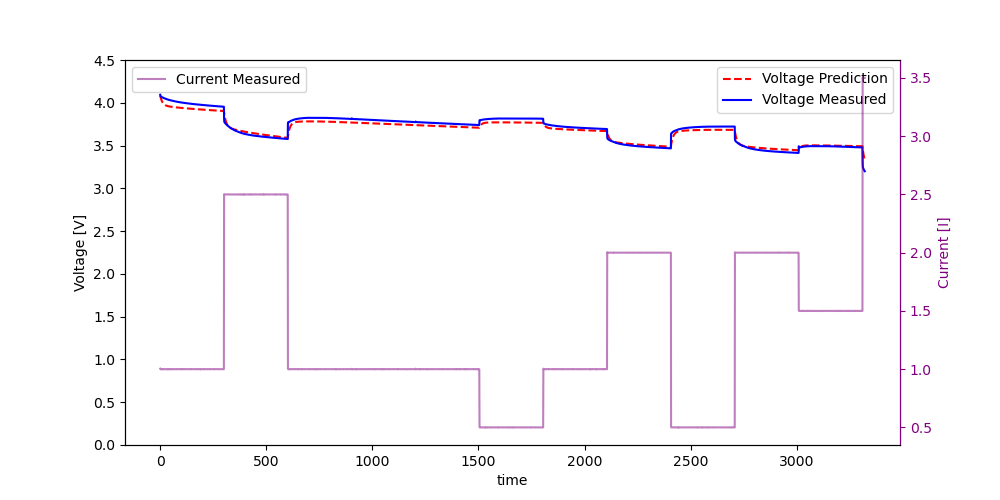 Current Measured
Voltage Prediction
Voltage Measured
Voltage [V]
4.5
4.0
3.5
3.0
2.5
2.0
1.5
1.0
0.5
0.0
3.5
3.0
2.5
2.0
1.5
1.0
0.5
Current [I]
0 500 1000 1500 2000 2500 3000
time